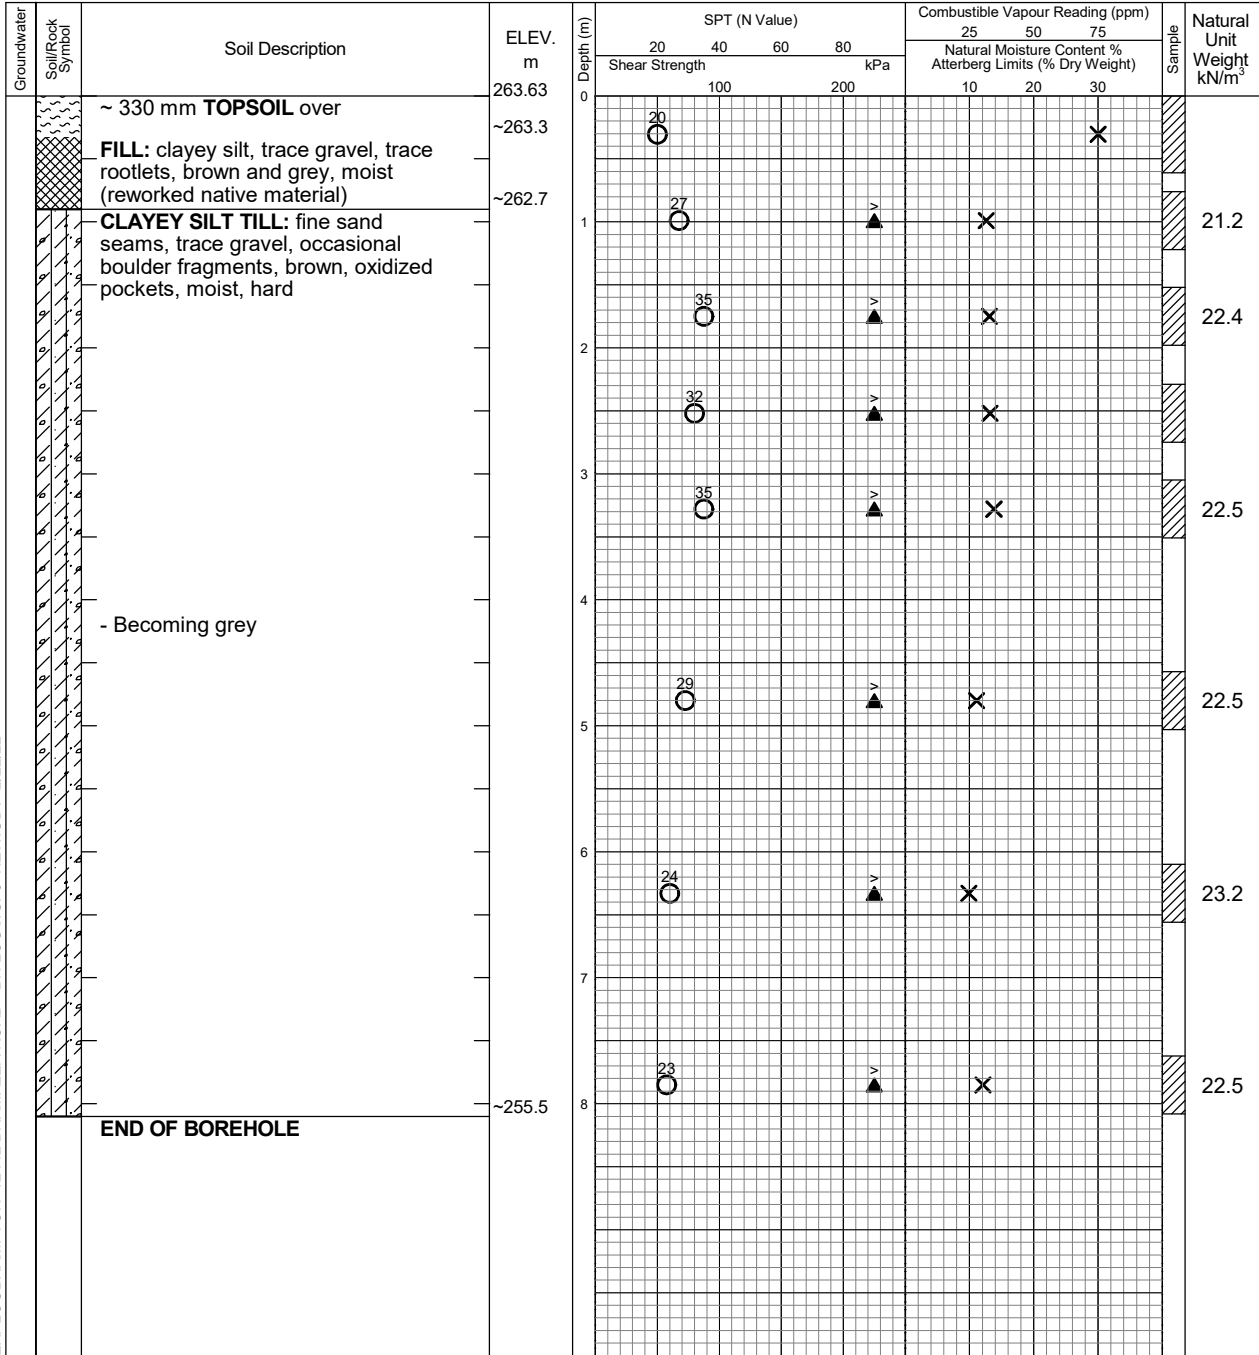 Groundwater
Soil/Rock
Symbol
Soil Description
ELEV.
m
263.63
Depth (m)
SPT (N Value)
20 40 80
Shear Strength kPa
100 200
Combustible Vapour Reading (ppm)
25 50 75
Natural Moisture Content %
Atterberg Limits (% Dry Weight)
10 20 30
Sample
Natural
Unit
Weight
kN/m³
0
~ 330 mm TOPSOIL over
~263.3
20
FILL: clayey silt, trace gravel, trace
rootlets, brown and grey, moist
(reworked native material)
~262.7
CLAYEY SILT TILL: fine sand
seams, trace gravel, occasional
boulder fragments, brown, oxidized
pockets, moist, hard
27 >
1 21.2
35 >
22.4
2
32 >
3
35 >
22.5
4
- Becoming grey
29 >
22.5
5
6
24 >
23.2
7
23 >
22.5
8
~255.5
END OF BOREHOLE